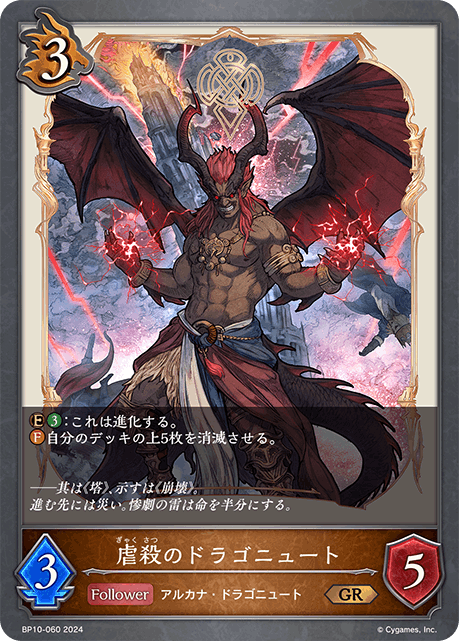 3
E 3：これは進化する。
F 自分のデッキの上5枚を消滅させる。
――其は《塔》、示すは《崩壊》。
進む先には災い。惨劇の雷は命を半分にする。
ぎゃく さつ
虐殺のドラゴニュート
3
Follower アルカナ・ドラゴニュート GR
5
BP10-060 2024 © Cygames, Inc.